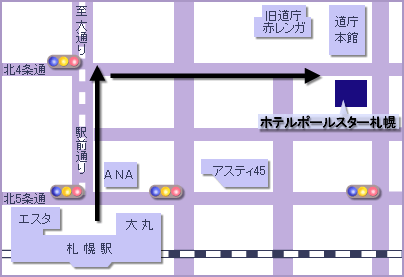 至大通り
旧道庁
赤レンガ
道庁
本館
北4条通
ホテルポールスター札幌
駅前通り
ANA
アスティ45
北5条通
エスタ
大丸
札幌駅